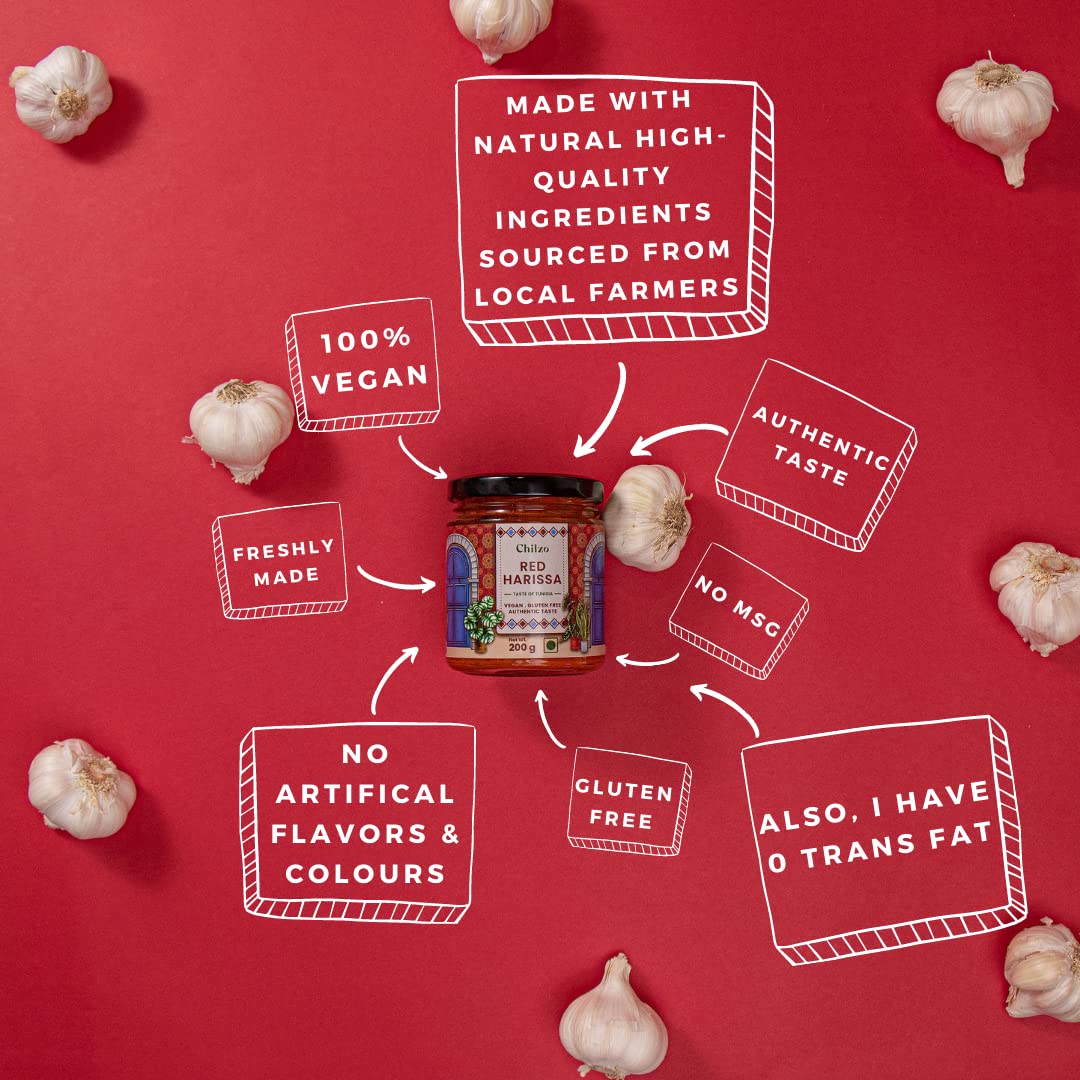 MADE WITH
NATURAL HIGH-
QUALITY
INGREDIENTS
SOURCED FROM
LOCAL FARMERS
100%
VEGAN
AUTHENTIC
TASTE
FRESHLY
MADE
Chilzo
RED
HARISSA
TASTE OF TUNISIA
VEGAN . GLUTEN FREE
AUTHENTIC TASTE
Net wt.
200 g
NO MSG
NO
ARTIFICAL
FLAVORS &
COLOURS
GLUTEN
FREE
ALSO, I HAVE
0 TRANS FAT